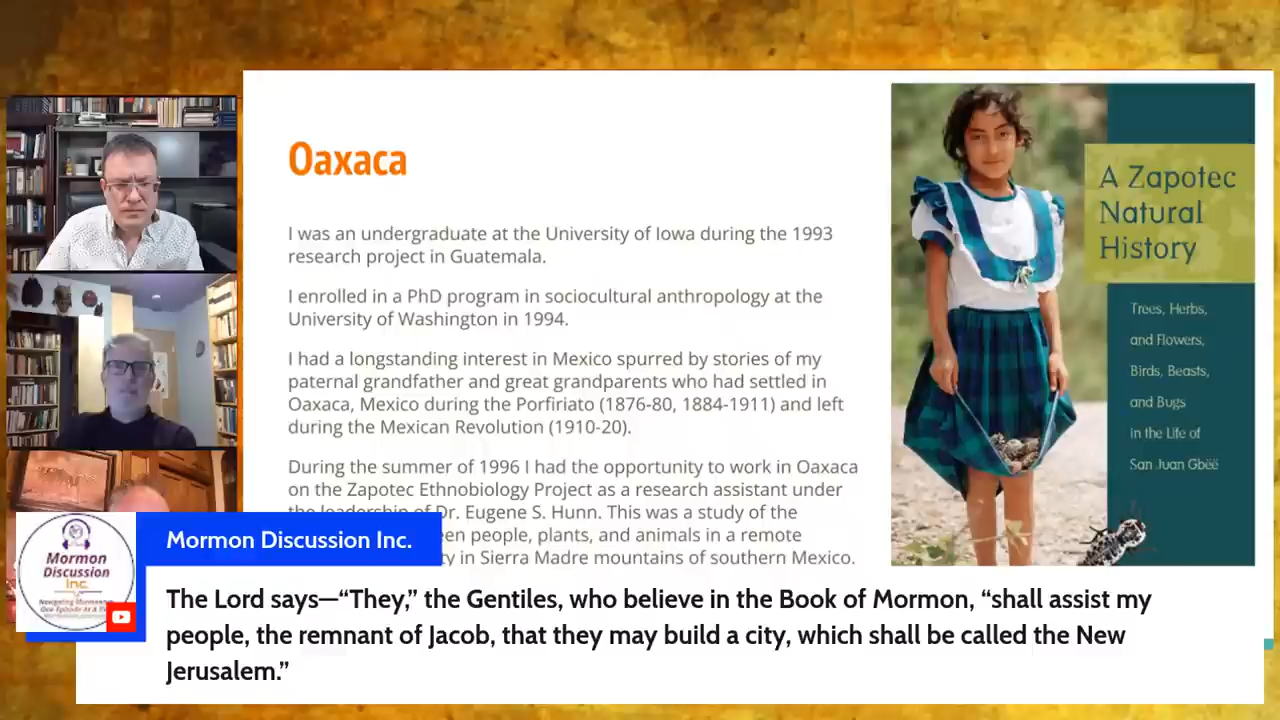 Oaxaca
I was an undergraduate at the University of Iowa during the 1993
research project in Guatemala.
I enrolled in a PhD program in sociocultural anthropology at the
University of Washington in 1994.
I had a longstanding interest in Mexico spurred by stories of my
paternal grandfather and great grandparents who had settled in
Oaxaca, Mexico during the Porfiriato (1876-80, 1884-1911) and left
during the Mexican Revolution (1910-20).
During the summer of 1996 I had the opportunity to work in Oaxaca
on the Zapotec Ethnobiology Project as a research assistant under
the leadership of Dr. Eugene S. Hunn. This was a study of the
people, plants, and animals in a remote
in Sierra Madre mountains of southern Mexico.
A Zapotec
Natural
History
Trees, Herbs,
and Flowers,
Birds, Beasts,
and Bugs
in the Life of
San Juan Gbëë
Mormon
Discussion
Inc.
Mormon Discussion Inc.
The Lord says—“They,” the Gentiles, who believe in the Book of Mormon, “shall assist my
people, the remnant of Jacob, that they may build a city, which shall be called the New
Jerusalem.”